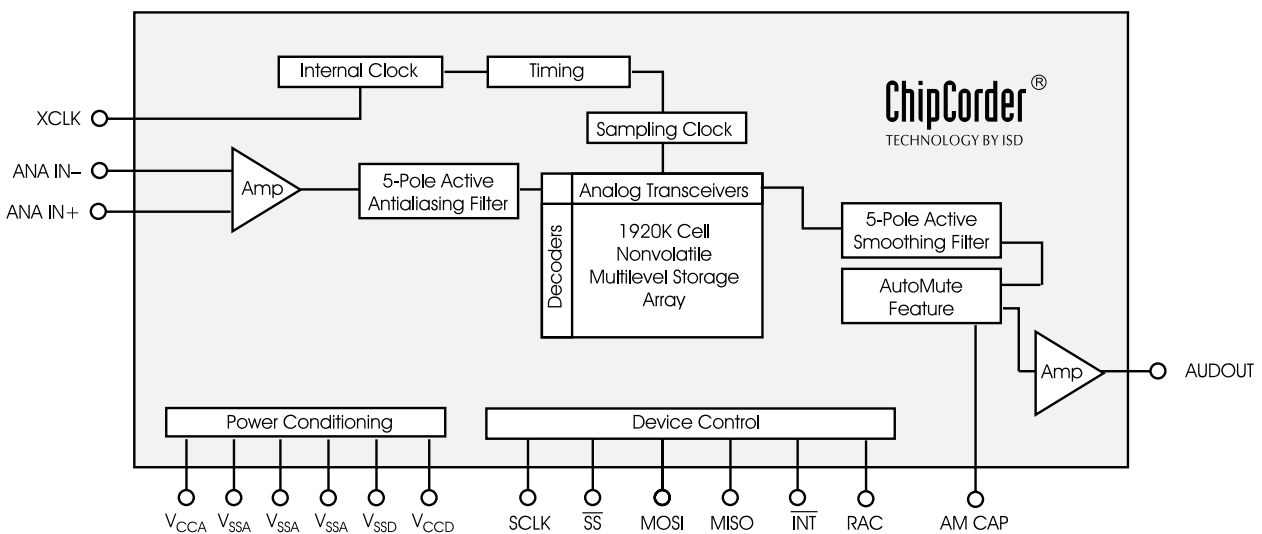 Internal Clock
Timing
ChipCorder®
TECHNOLOGY BY ISD
XCLK
Sampling Clock
ANA IN–
ANA IN+
Amp
5-Pole Active
Antialiasing Filter
Decoders
Analog Transceivers
1920K Cell
Nonvolatile
Multilevel Storage
Array
5-Pole Active
Smoothing Filter
AutoMute
Feature
Amp
AUDOUT
Power Conditioning
Device Control
VCCA VSSA VSSA VSSA VSSD VCCD SCLK S̅S̅ MOSI MISO I̅N̅T̅ RAC AM CAP